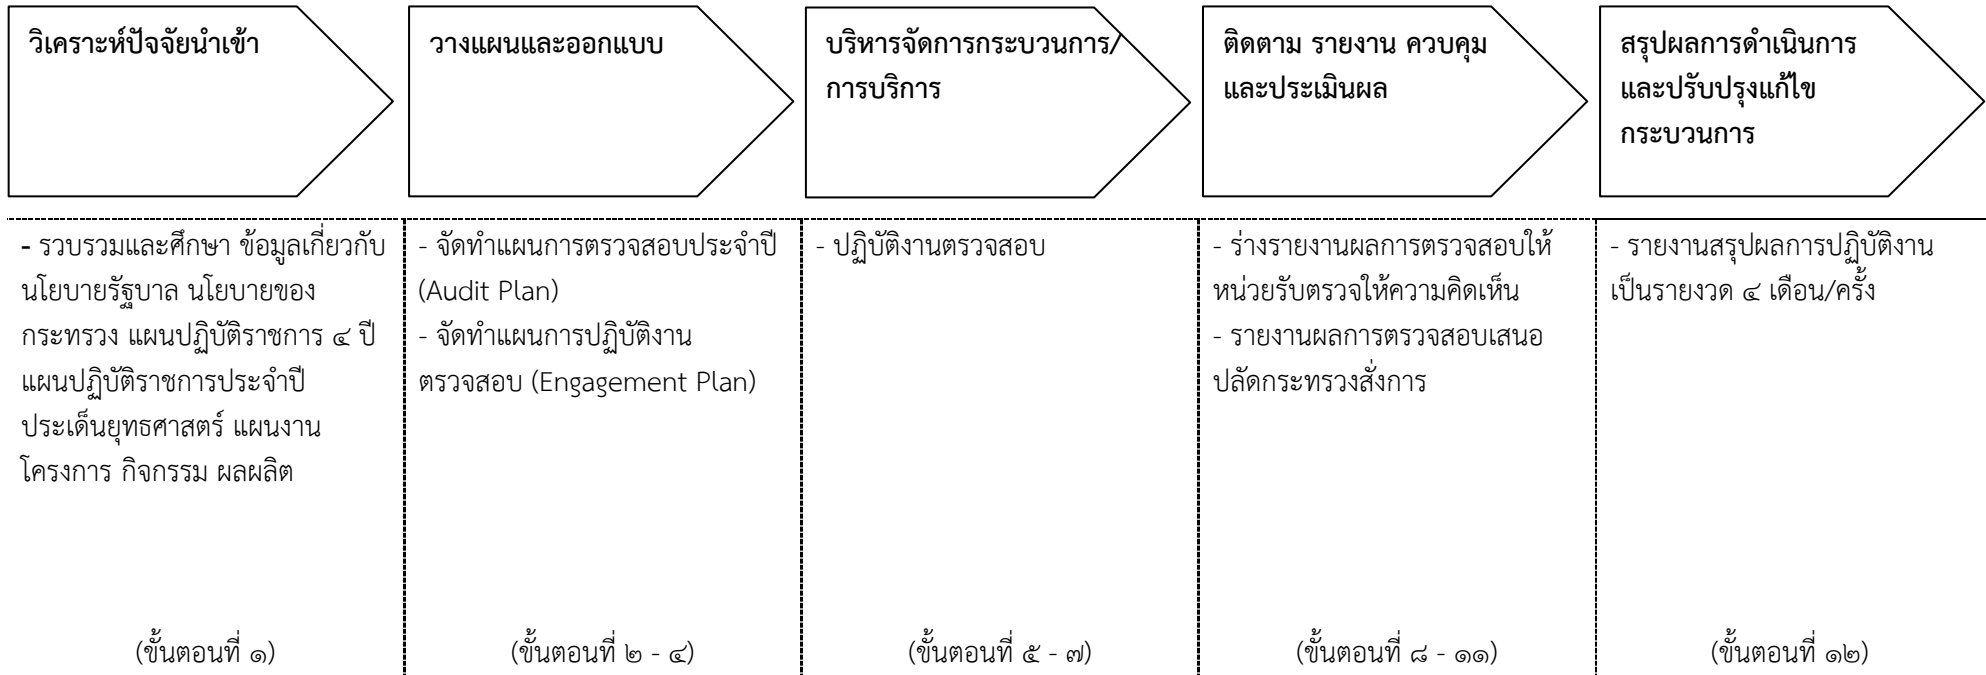 วิเคราะห์ปัจจัยนำเข้า
วางแผนและออกแบบ
บริหารจัดการกระบวนการ/
การบริการ
ติดตาม รายงาน ควบคุม
และประเมินผล
สรุปผลการดำเนินการ
และปรับปรุงแก้ไข
กระบวนการ
- รวบรวมและศึกษา ข้อมูลเกี่ยวกับ
นโยบายรัฐบาล นโยบายของ
กระทรวง แผนปฏิบัติราชการ ๔ ปี
แผนปฏิบัติราชการประจำปี
ประเด็นยุทธศาสตร์ แผนงาน
โครงการ กิจกรรม ผลผลิต
(ขั้นตอนที่ ๑)
- จัดทำแผนการตรวจสอบประจำปี
(Audit Plan)
- จัดทำแผนการปฏิบัติงาน
ตรวจสอบ (Engagement Plan)
(ขั้นตอนที่ ๒ - ๔)
- ปฏิบัติงานตรวจสอบ
(ขั้นตอนที่ ๕ - ๗)
- ร่างรายงานผลการตรวจสอบให้
หน่วยรับตรวจให้ความคิดเห็น
- รายงานผลการตรวจสอบเสนอ
ปลัดกระทรวงสั่งการ
(ขั้นตอนที่ ๘ - ๑๑)
- รายงานสรุปผลการปฏิบัติงาน
เป็นรายงวด ๔ เดือน/ครั้ง
(ขั้นตอนที่ ๑๒)